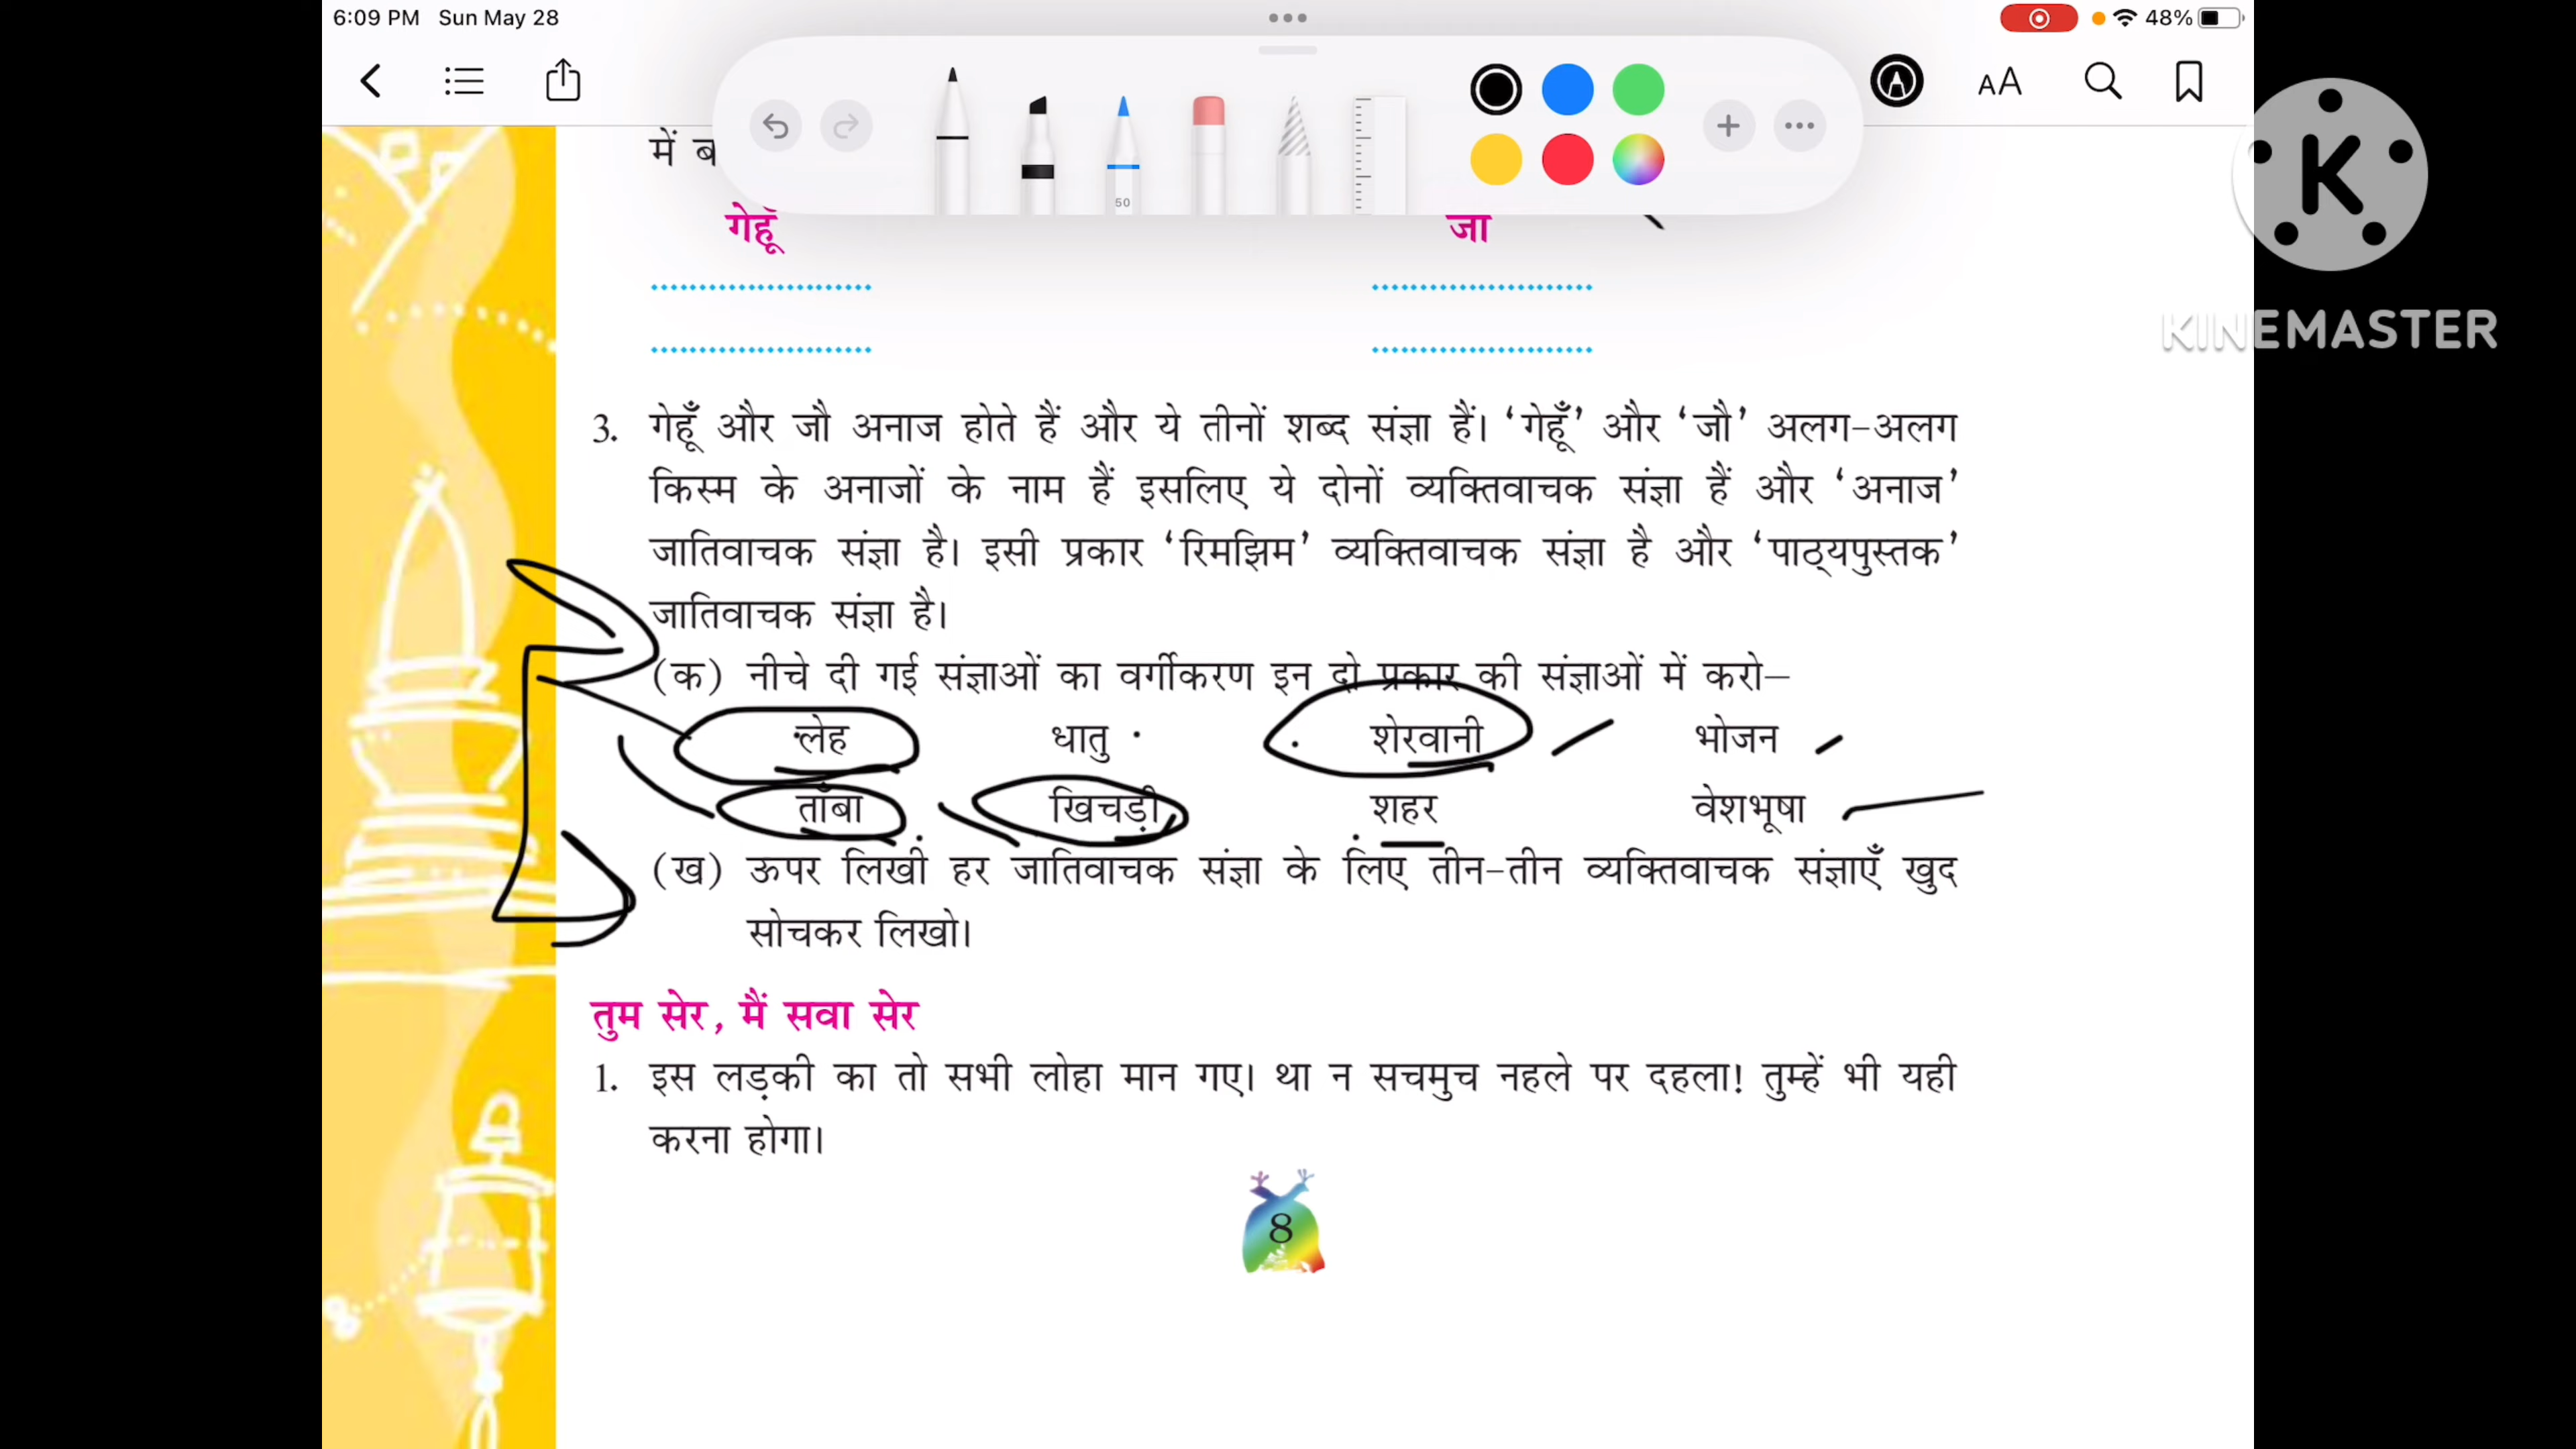 6:09 PM Sun May 28
48%
AA
50
K
KINEMASTER
में ब
गेहूँ
जौ
3. गेहूँ और जौ अनाज होते हैं और ये तीनों शब्द संज्ञा हैं। ‘गेहूँ’ और ‘जौ’ अलग-अलग
किस्म के अनाजों के नाम हैं इसलिए ये दोनों व्यक्तिवाचक संज्ञा हैं और ‘अनाज’
जातिवाचक संज्ञा है। इसी प्रकार ‘रिमझिम’ व्यक्तिवाचक संज्ञा है और ‘पाठ्यपुस्तक’
जातिवाचक संज्ञा है।
(क) नीचे दी गई संज्ञाओं का वर्गीकरण इन दो प्रकार की संज्ञाओं में करो—
लेह धातु शेरवानी भोजन
ताँबा खिचड़ी शहर वेशभूषा
(ख) ऊपर लिखी हर जातिवाचक संज्ञा के लिए तीन-तीन व्यक्तिवाचक संज्ञाएँ खुद
सोचकर लिखो।
तुम सेर, मैं सवा सेर
1. इस लड़की का तो सभी लोहा मान गए। था न सचमुच नहले पर दहला! तुम्हें भी यही
करना होगा।
8